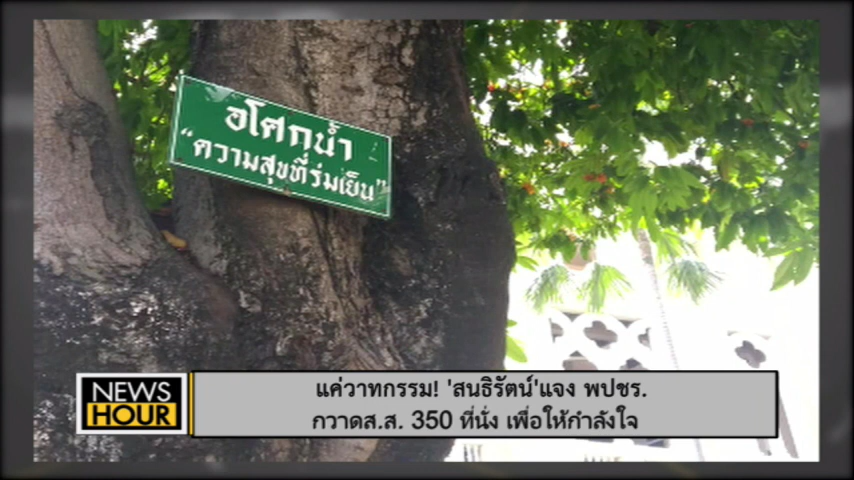 อโศกน้ำ
"ความสุขที่ร่มเย็น"
NEWS
HOUR
แค่วาทกรรม! 'สนธิรัตน์'แจง พปชร.
กวาดส.ส. 350 ที่นั่ง เพื่อให้กำลังใจ